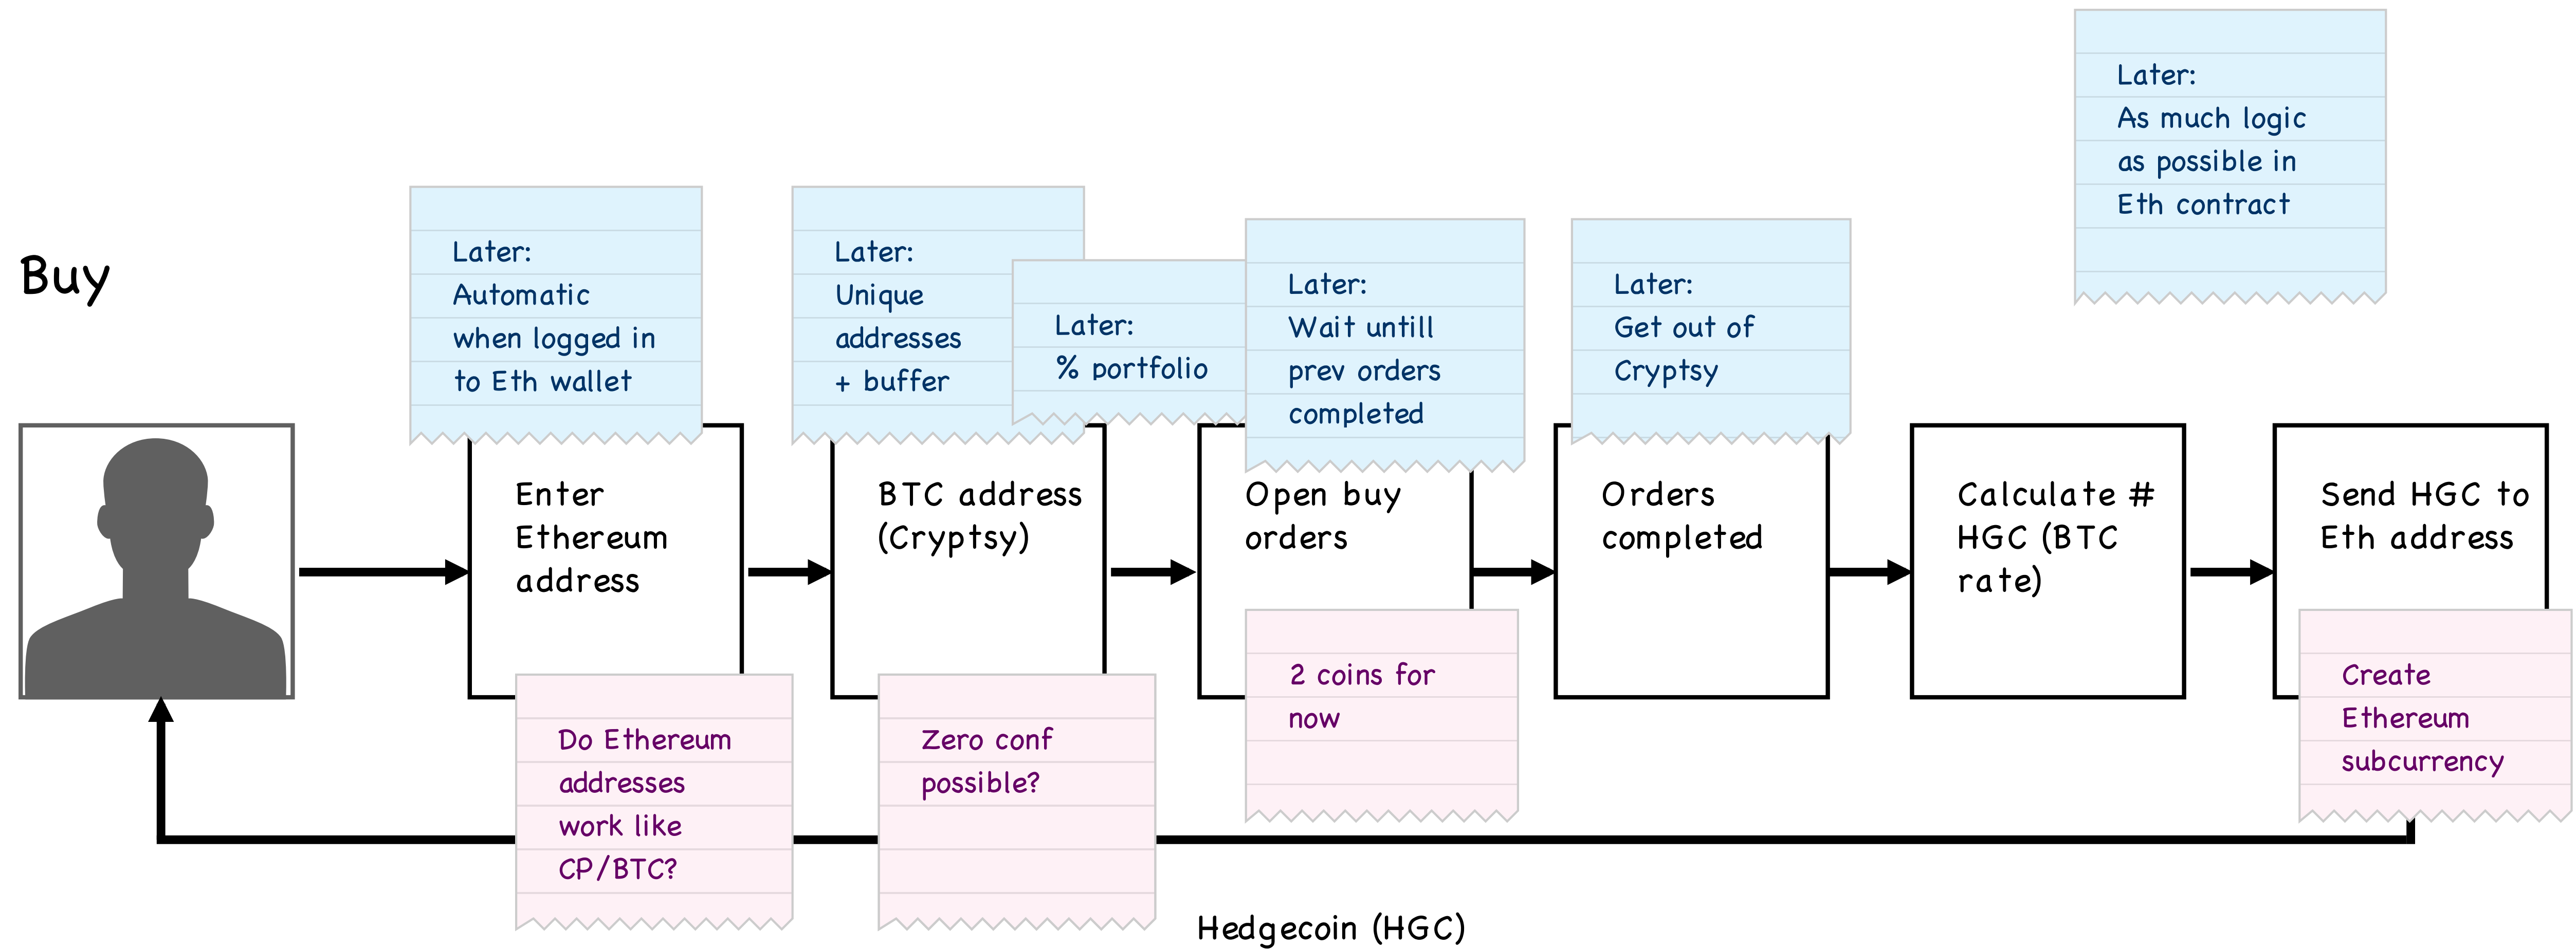 Buy
Later:
Automatic
when logged in
to Eth wallet
Later:
Unique
addresses
+ buffer
Later:
% portfolio
Later:
Wait untill
prev orders
completed
Later:
Get out of
Cryptsy
Later:
As much logic
as possible in
Eth contract
Enter
Ethereum
address
BTC address
(Cryptsy)
Open buy
orders
Orders
completed
Calculate #
HGC (BTC
rate)
Send HGC to
Eth address
Do Ethereum
addresses
work like
CP/BTC?
Zero conf
possible?
2 coins for
now
Create
Ethereum
subcurrency
Hedgecoin (HGC)